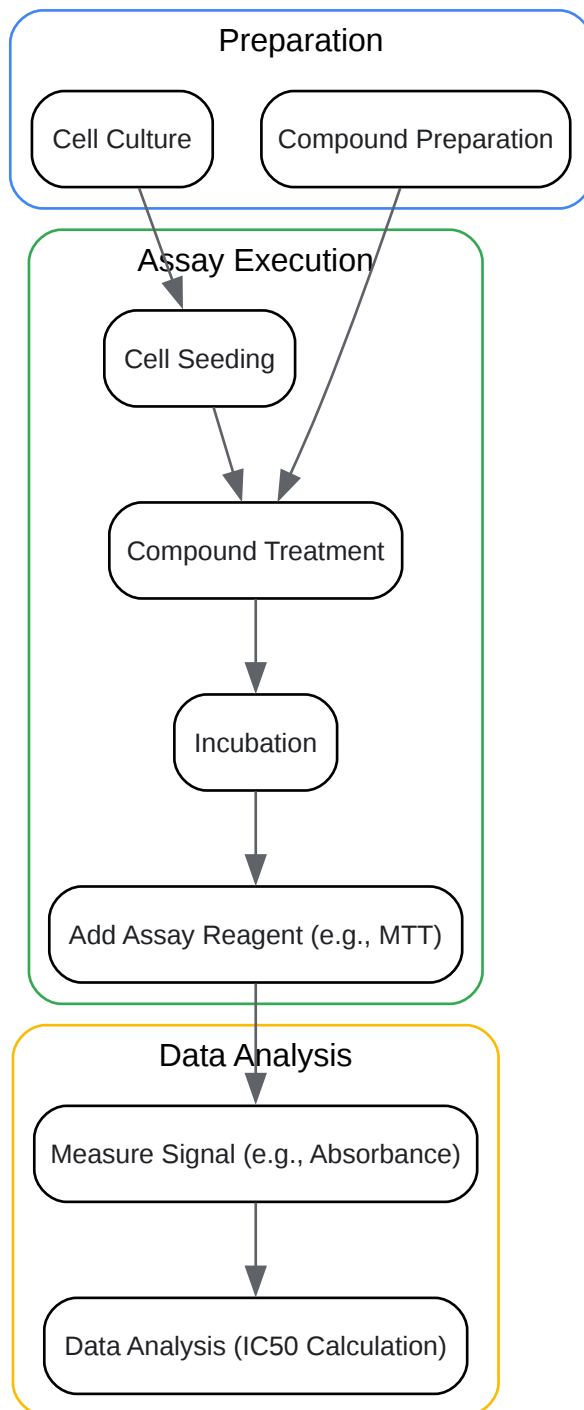 Preparation
Cell Culture
Compound Preparation
Assay Execution
Cell Seeding
Compound Treatment
Incubation
Add Assay Reagent (e.g., MTT)
Data Analysis
Measure Signal (e.g., Absorbance)
Data Analysis (IC50 Calculation)